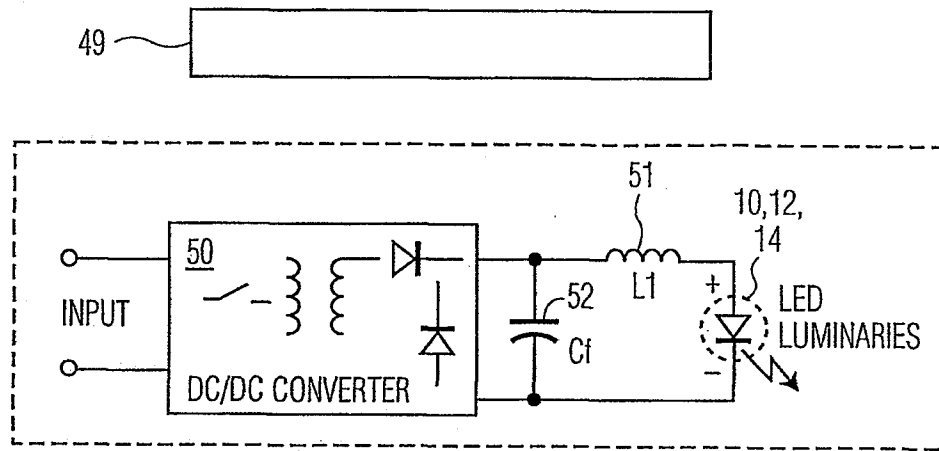 49
51
10,12,
14
50
L1
+
LED
LUMINARIES
52
INPUT
Cf
–
DC/DC CONVERTER